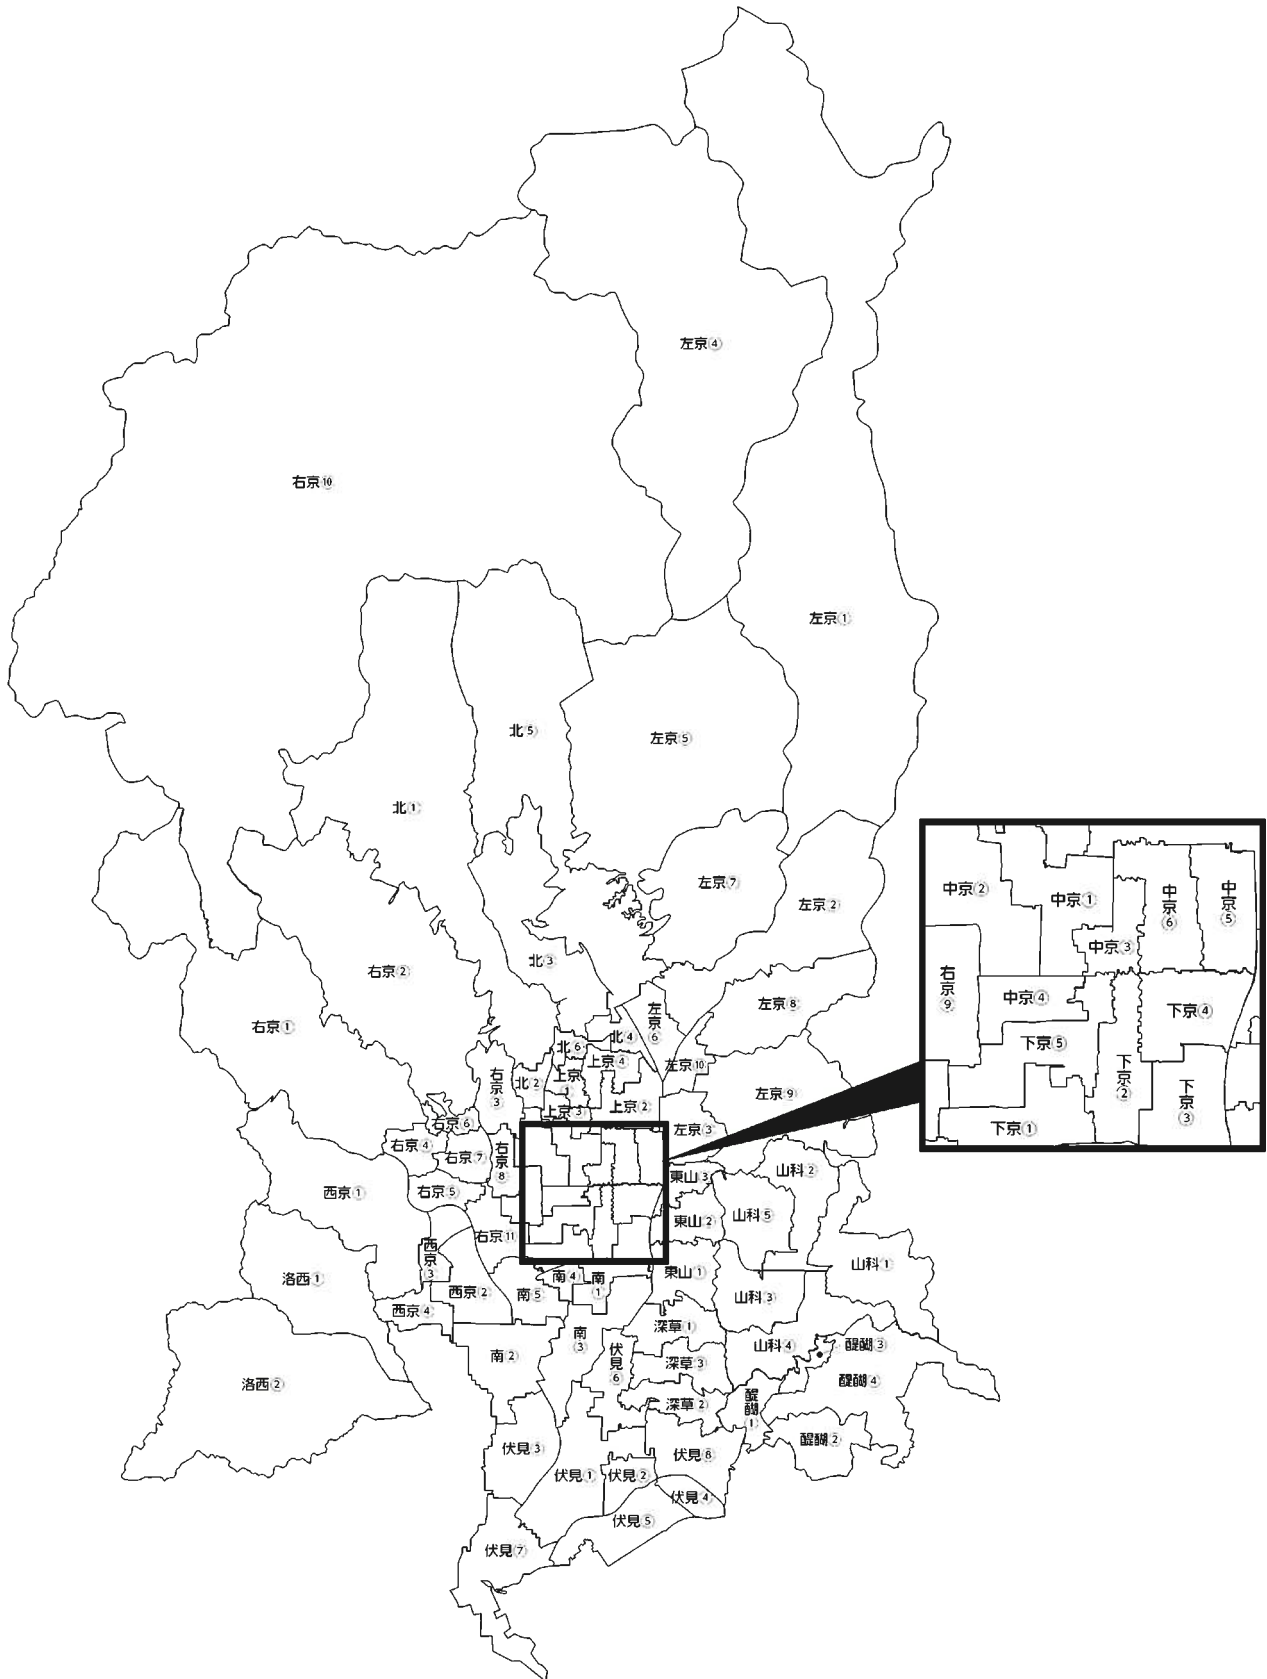 左京④
右京⑩
左京①
北⑤
左京⑤
北①
左京⑦
左京②
右京②
北③
左京⑧
右京①
左京⑥
北④
北⑥
上京④
左京⑩
右京③
北②
上京①
左京⑨
上京③
上京②
右京⑥
左京③
右京④
右京⑦
右京⑧
東山③
山科②
西京①
右京⑤
東山②
山科⑤
右京⑪
西京③
洛西①
南④
南①
東山①
山科①
西京②
南⑤
山科③
西京④
深草①
南③
山科④
醍醐③
南②
伏見⑥
深草③
洛西②
醍醐④
深草②
醍醐①
伏見③
伏見⑧
醍醐②
伏見①
伏見②
伏見④
伏見⑤
伏見⑦
中京②
中京①
中京⑥
中京⑤
中京③
右京⑨
中京④
下京④
下京⑤
下京②
下京③
下京①